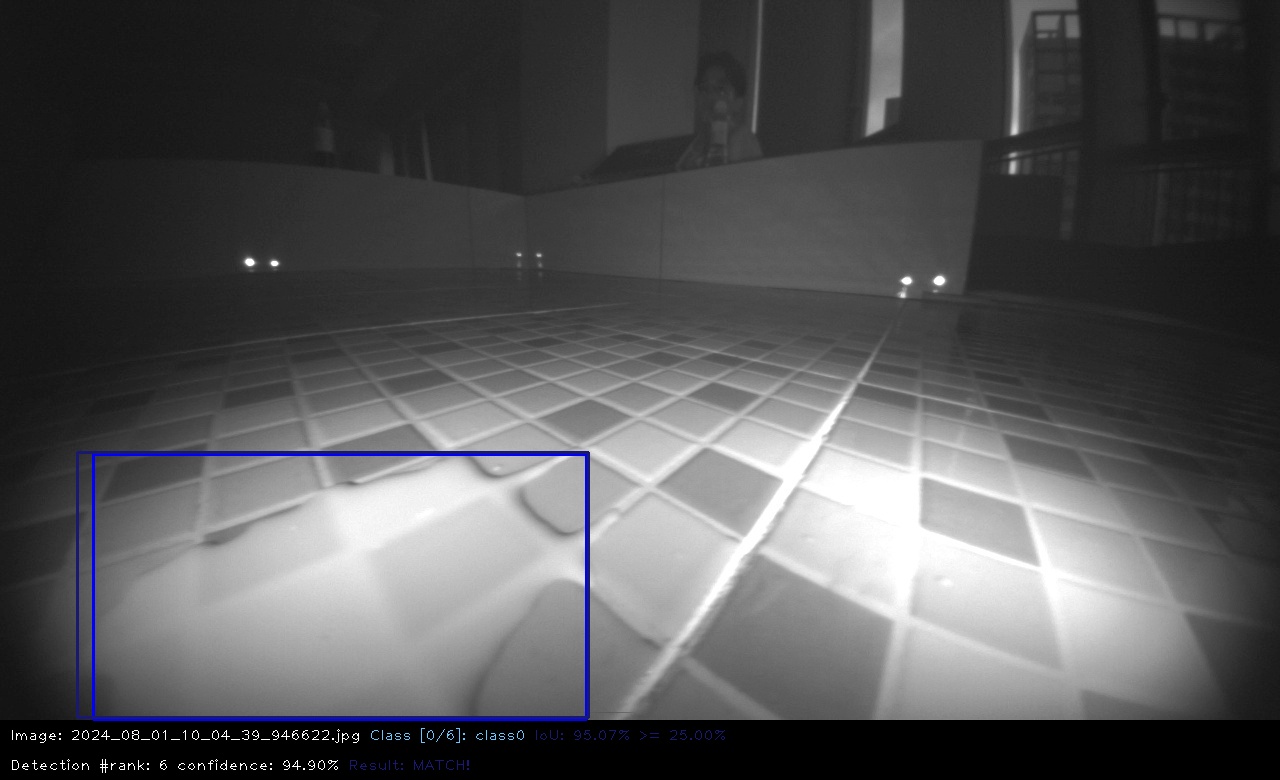 Image: 2024_08_01_10_04_39_946622.jpg Class [0/6]: class0 IoU: 95.07% >= 25.00%
Detection #rank: 6 confidence: 94.90% Result: MATCH!